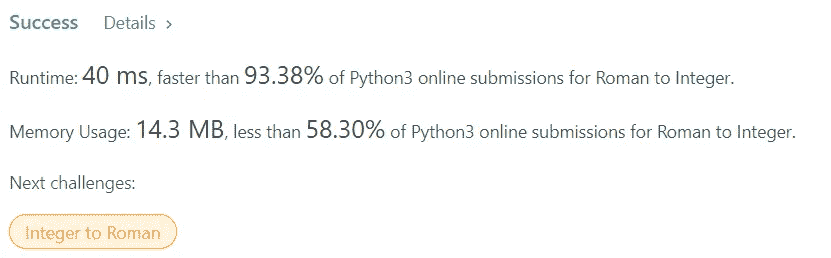 Success Details >
Runtime: 40 ms, faster than 93.38% of Python3 online submissions for Roman to Integer.
Memory Usage: 14.3 MB, less than 58.30% of Python3 online submissions for Roman to Integer.
Next challenges:
Integer to Roman